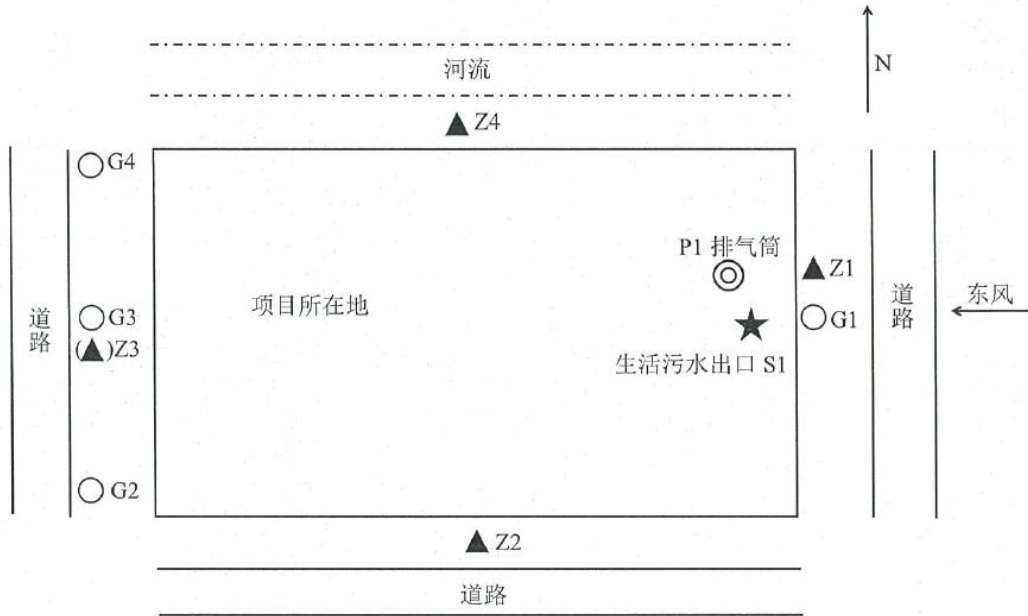 河流
N
Z4
G4
P1 排气筒
Z1
项目所在地
道路
G3
(▲)Z3
G1
道路
东风
生活污水出口 S1
G2
Z2
道路